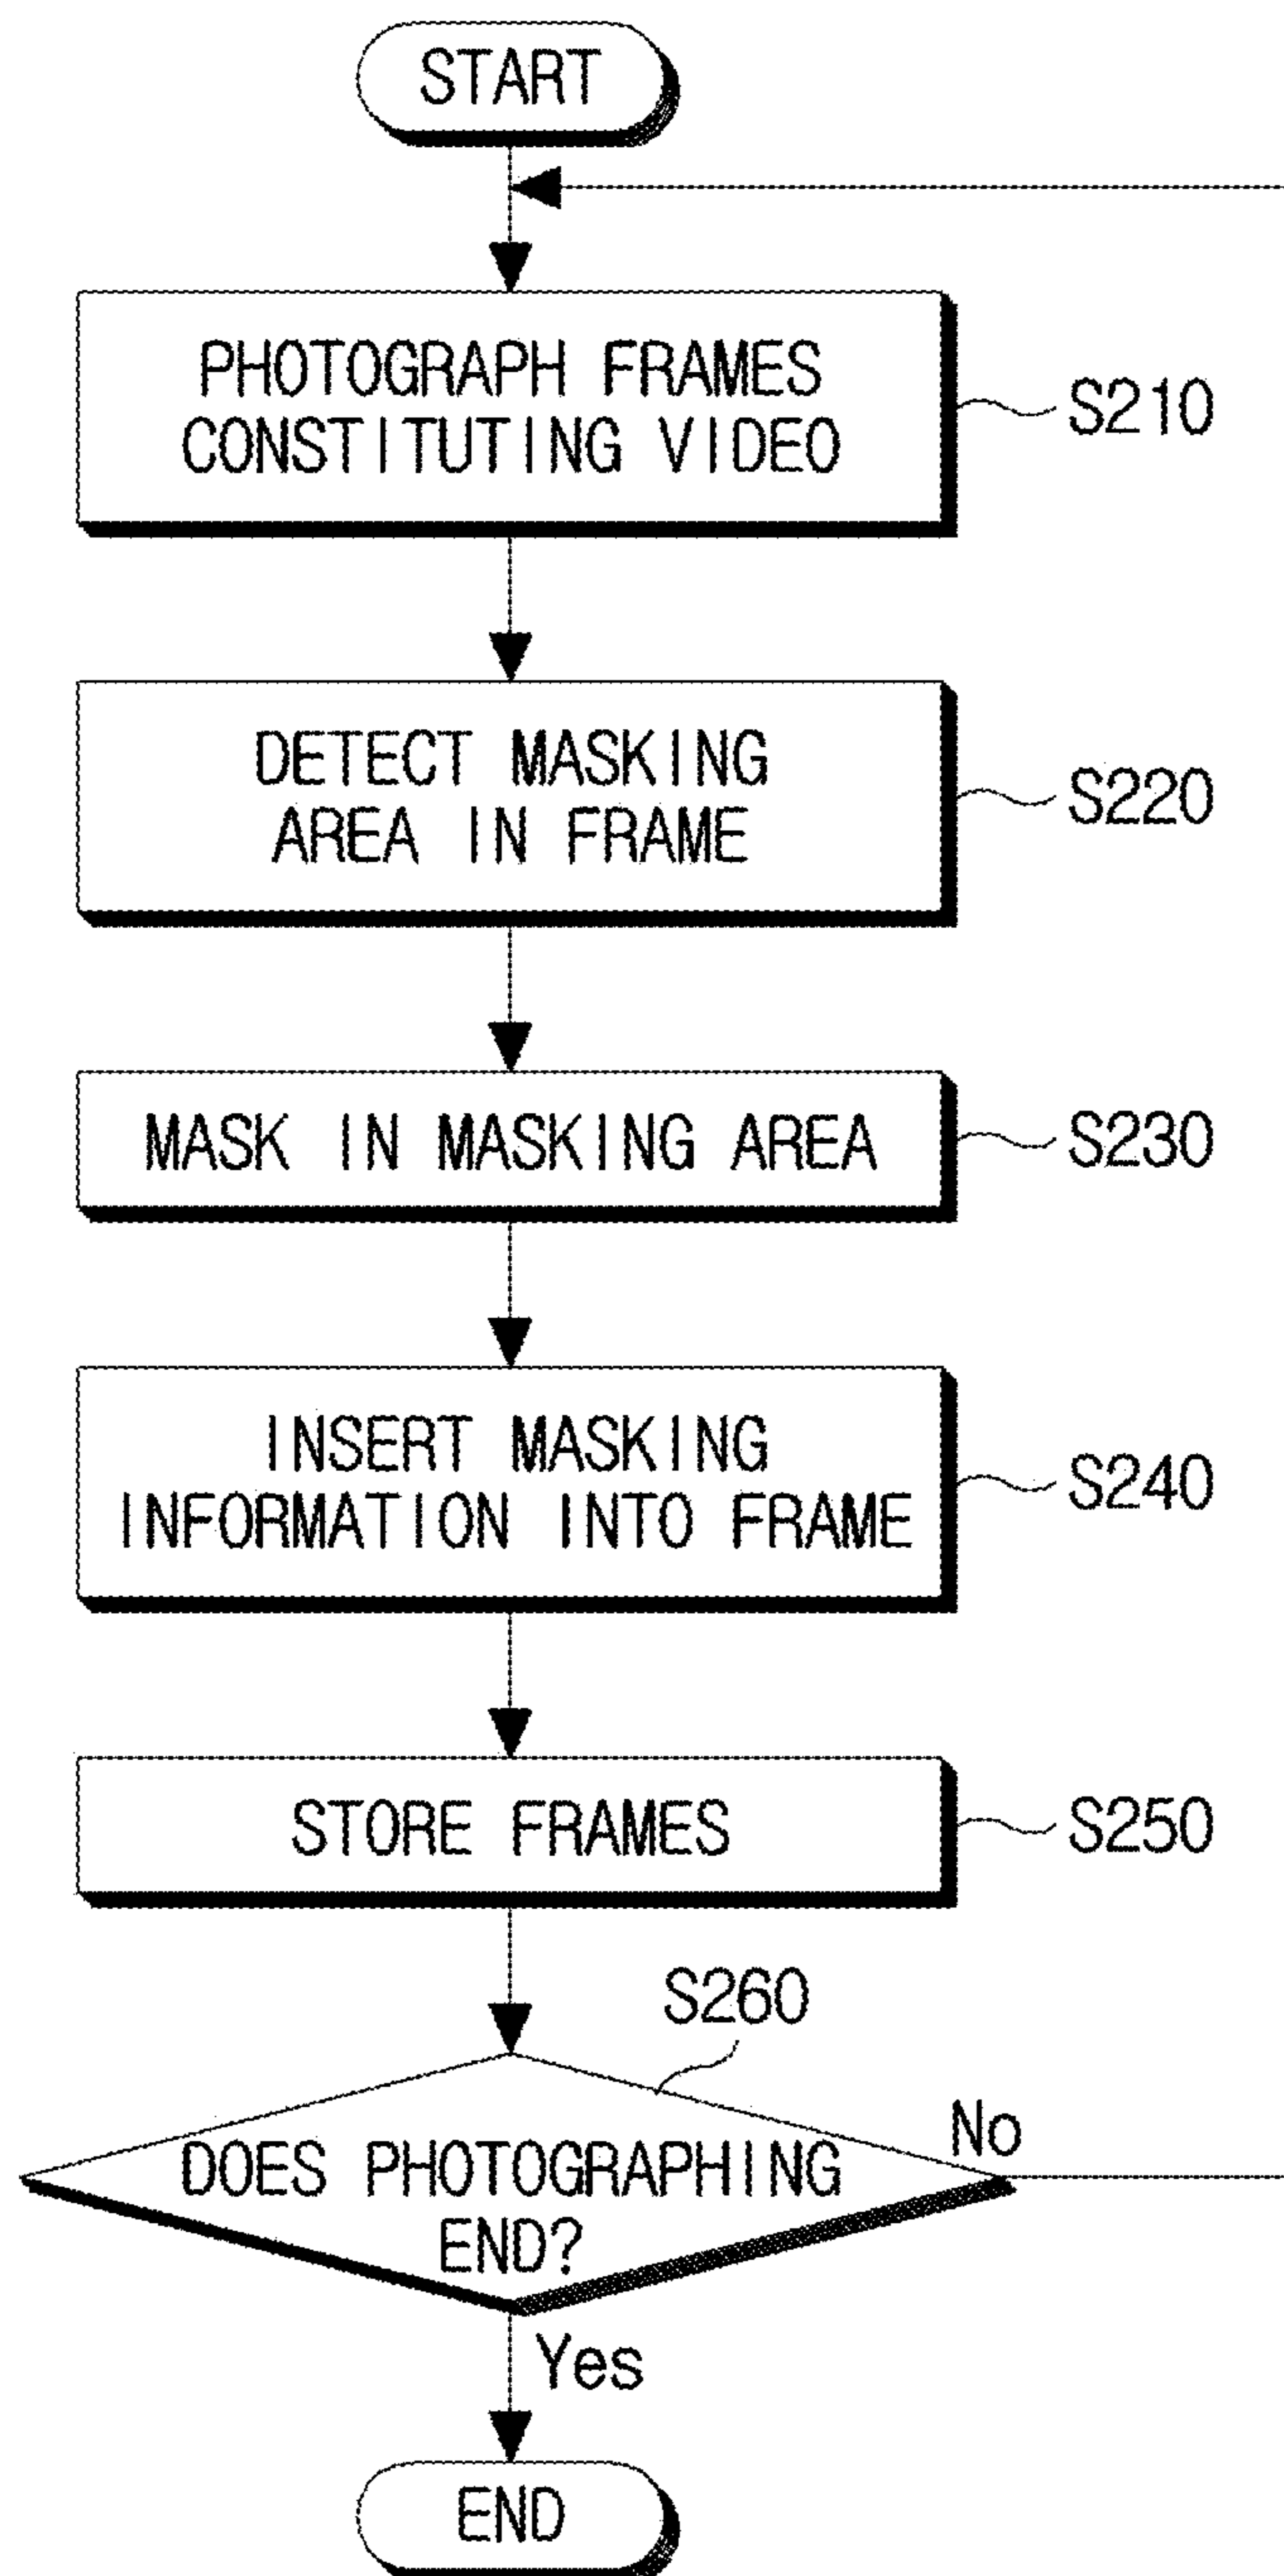 START
PHOTOGRAPH FRAMES
CONSTITUTING VIDEO
S210
DETECT MASKING
AREA IN FRAME
S220
MASK IN MASKING AREA
S230
INSERT MASKING
INFORMATION INTO FRAME
S240
STORE FRAMES
S250
S260
DOES PHOTOGRAPHING
END?
No
Yes
END